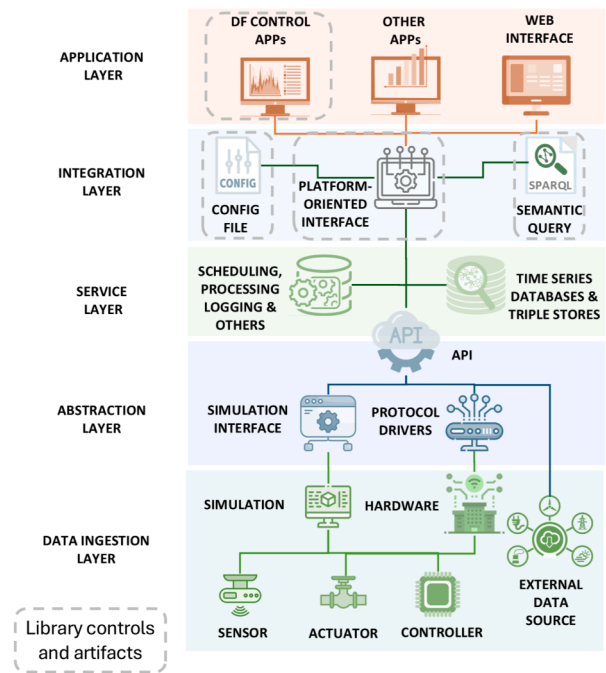 APPLICATION
LAYER
DF CONTROL
APPs
OTHER
APPs
WEB
INTERFACE
INTEGRATION
LAYER
CONFIG
CONFIG
FILE
PLATFORM-
ORIENTED
INTERFACE
SPARQL
SEMANTIC
QUERY
SERVICE
LAYER
SCHEDULING,
PROCESSING
LOGGING &
OTHERS
TIME SERIES
DATABASES &
TRIPLE STORES
API
API
ABSTRACTION
LAYER
SIMULATION
INTERFACE
PROTOCOL
DRIVERS
DATA INGESTION
LAYER
SIMULATION
HARDWARE
SENSOR
ACTUATOR
CONTROLLER
EXTERNAL
DATA
SOURCE
Library controls
and artifacts